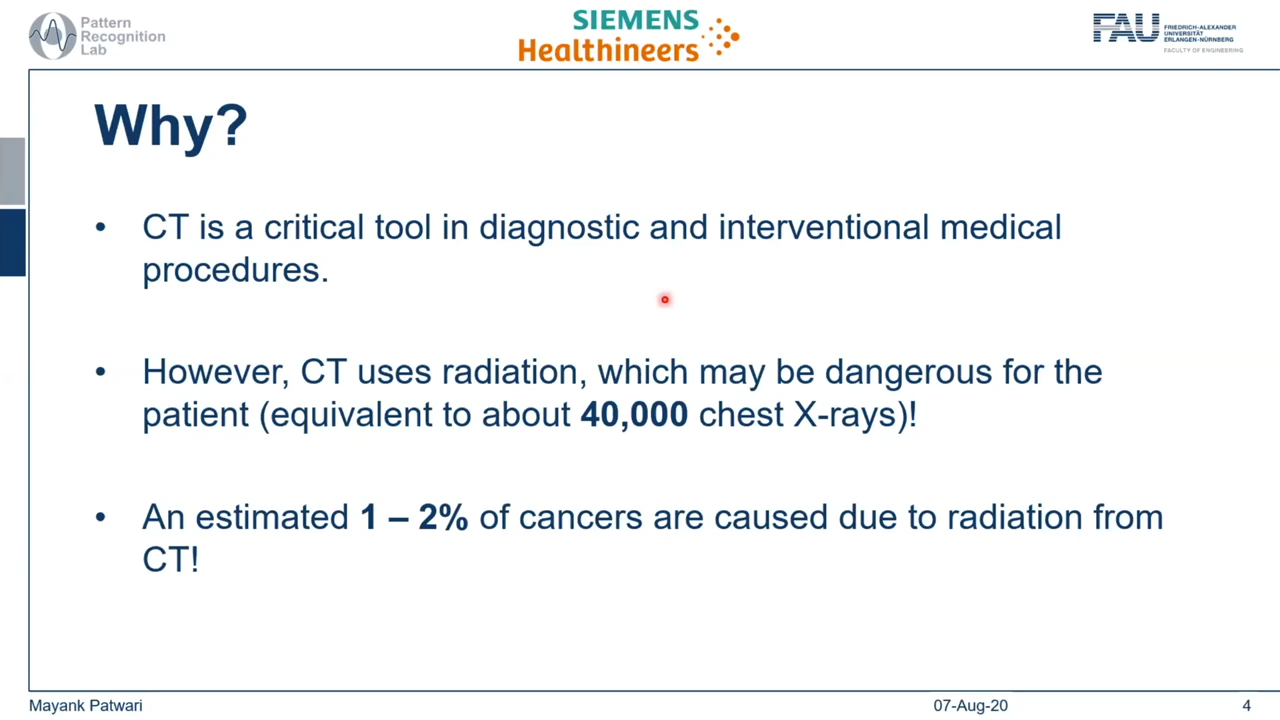 Pattern
Recognition
Lab
SIEMENS
Healthineers
FAU
FRIEDRICH-ALEXANDER
UNIVERSITÄT
ERLANGEN-NÜRNBERG
FACULTY OF ENGINEERING
Why?
• CT is a critical tool in diagnostic and interventional medical
procedures.
• However, CT uses radiation, which may be dangerous for the
patient (equivalent to about 40,000 chest X-rays)!
• An estimated 1 – 2% of cancers are caused due to radiation from
CT!
Mayank Patwari
07-Aug-20
4